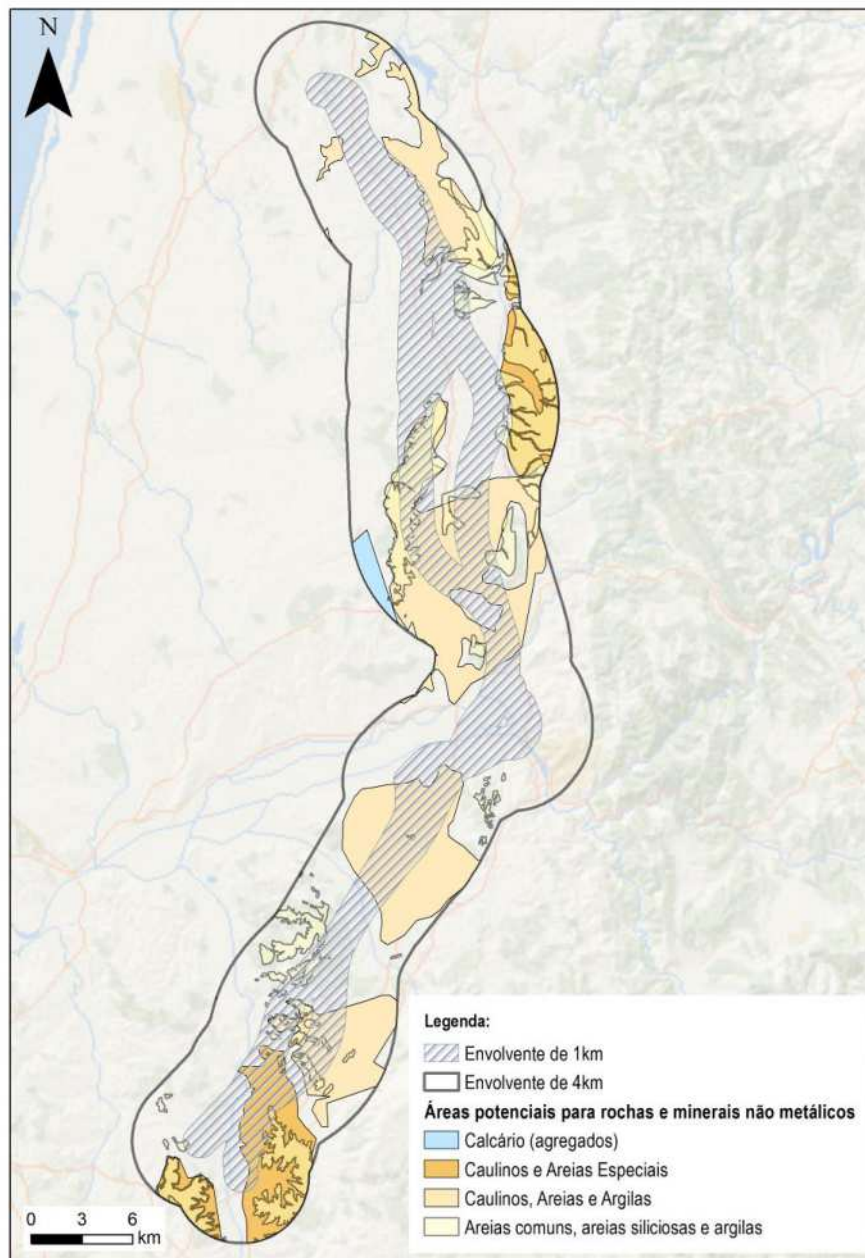 N
Legenda:
Envolvente de 1km
Envolvente de 4km
Áreas potenciais para rochas e minerais não metálicos
Calcário (agregados)
Caulinos e Areias Especiais
Caulinos, Areias e Argilas
Areias comuns, areias siliciosas e argilas
0 3 6
km